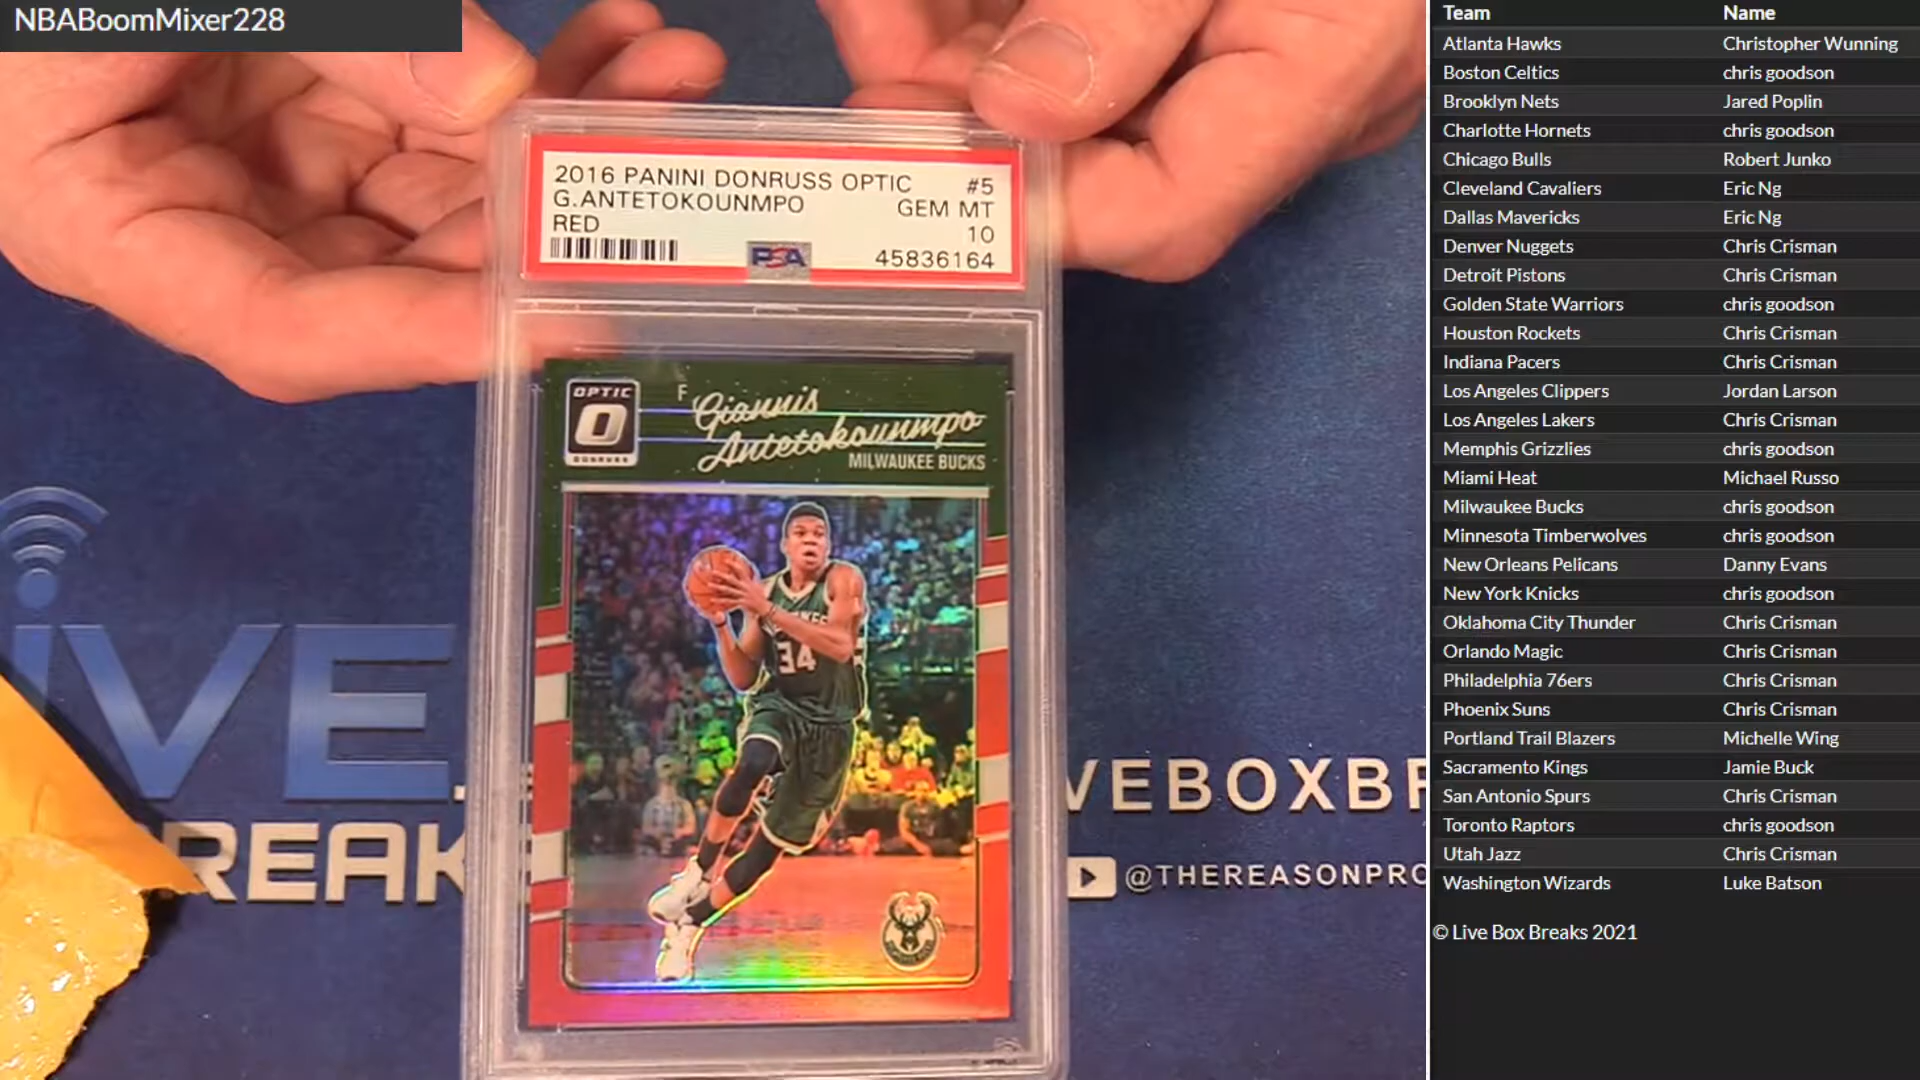 NBABoomMixer228
2016 PANINI DONRUSS OPTIC #5
G.ANTETOKOUNMPO GEM MT
RED 10
PSA 45836164
OPTIC
O
DONRUSS
F
Giannis
Antetokounmpo
MILWAUKEE BUCKS
34
IVE
BREAK
VEBOXBR
@THEREASONPRO
Team Name
Atlanta Hawks Christopher Wunning
Boston Celtics chris goodson
Brooklyn Nets Jared Poplin
Charlotte Hornets chris goodson
Chicago Bulls Robert Junko
Cleveland Cavaliers Eric Ng
Dallas Mavericks Eric Ng
Denver Nuggets Chris Crisman
Detroit Pistons Chris Crisman
Golden State Warriors chris goodson
Houston Rockets Chris Crisman
Indiana Pacers Chris Crisman
Los Angeles Clippers Jordan Larson
Los Angeles Lakers Chris Crisman
Memphis Grizzlies chris goodson
Miami Heat Michael Russo
Milwaukee Bucks chris goodson
Minnesota Timberwolves chris goodson
New Orleans Pelicans Danny Evans
New York Knicks chris goodson
Oklahoma City Thunder Chris Crisman
Orlando Magic Chris Crisman
Philadelphia 76ers Chris Crisman
Phoenix Suns Chris Crisman
Portland Trail Blazers Michelle Wing
Sacramento Kings Jamie Buck
San Antonio Spurs Chris Crisman
Toronto Raptors chris goodson
Utah Jazz Chris Crisman
Washington Wizards Luke Batson
© Live Box Breaks 2021